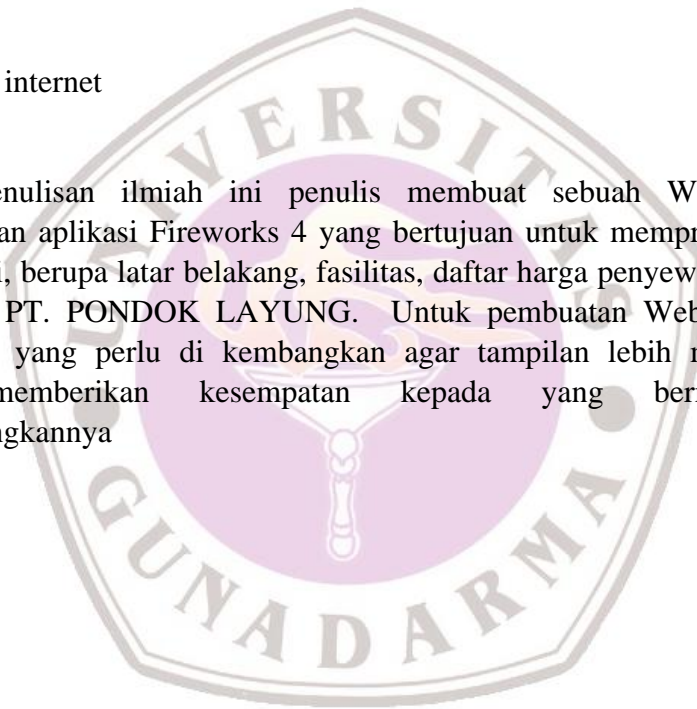 internet
enulisan ilmiah ini penulis membuat sebuah W
an aplikasi Fireworks 4 yang bertujuan untuk mempr
i, berupa latar belakang, fasilitas, daftar harga penyew
PT. PONDOK LAYUNG. Untuk pembuatan Web
yang perlu di kembangkan agar tampilan lebih
memberikan kesempatan kepada yang ber
ngkannya
UNIVERSITAS
GUNADARMA